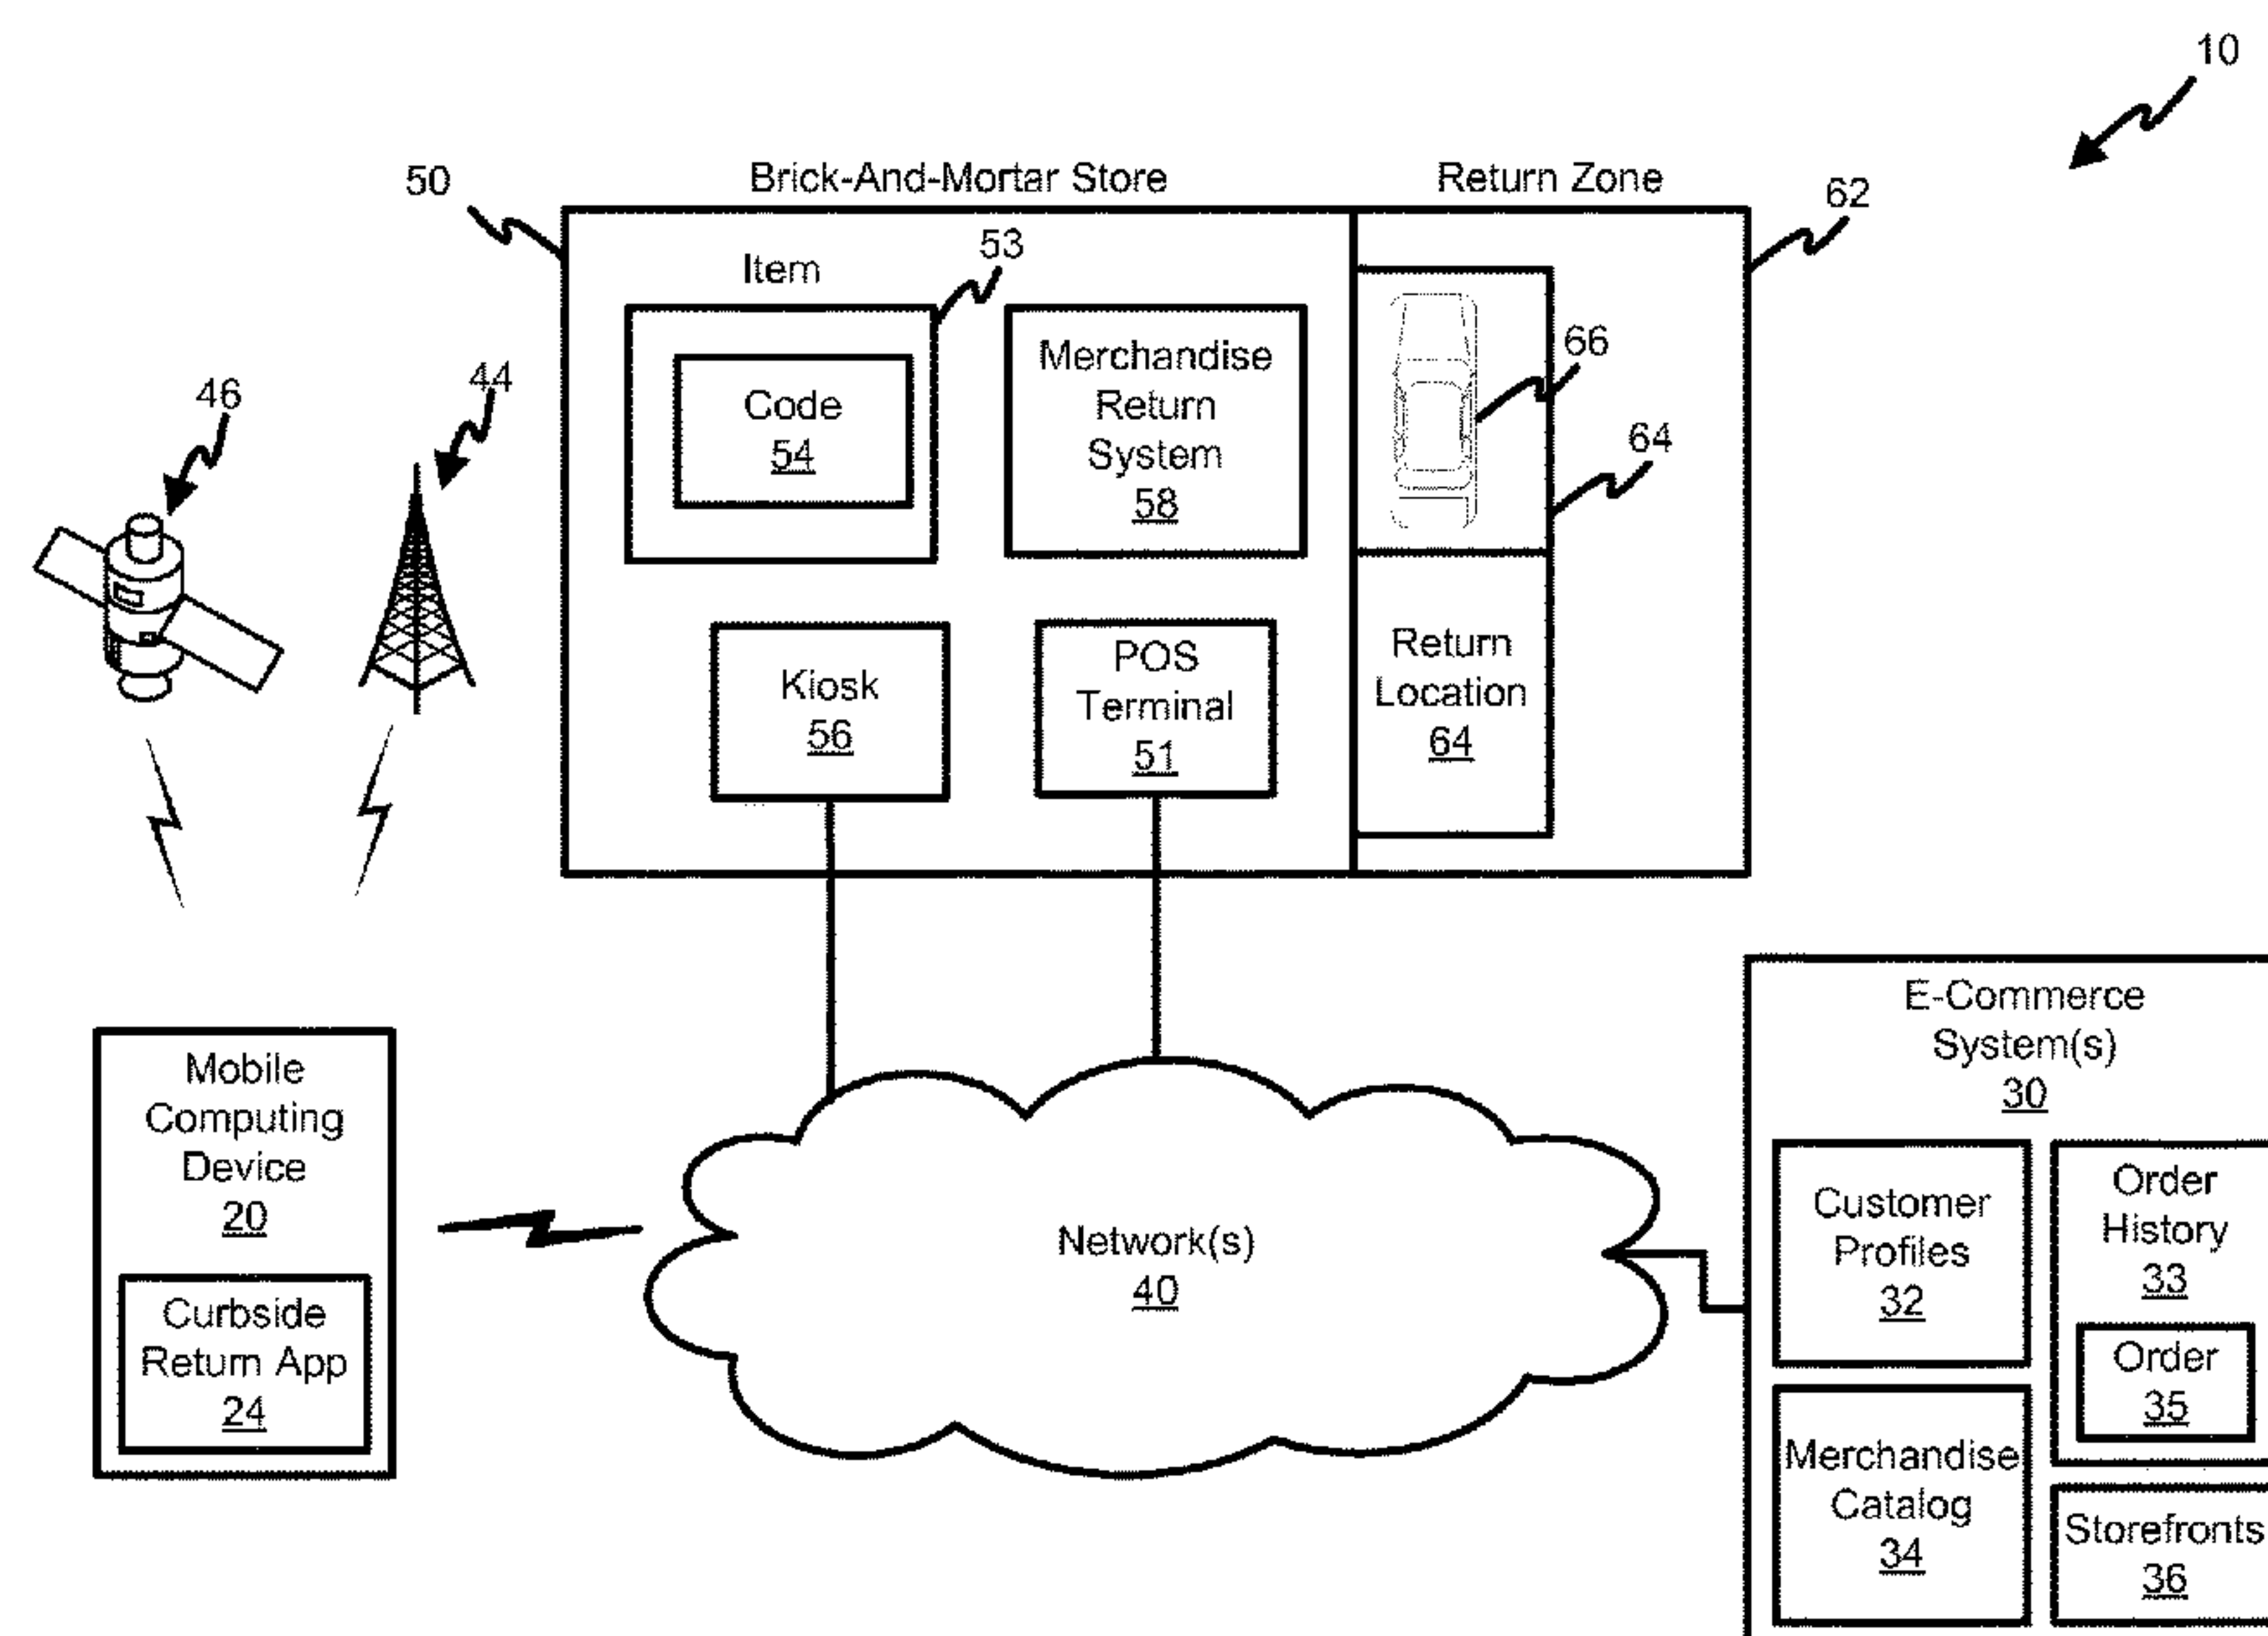 10
Brick-And-Mortar Store
Return Zone
50
62
53
Item
Code
54
Merchandise
Return
System
58
66
64
46
44
Kiosk
56
POS
Terminal
51
Return
Location
64
Mobile
Computing
Device
20
Curbside
Return App
24
Network(s)
40
E-Commerce
System(s)
30
Customer
Profiles
32
Order
History
33
Order
35
Merchandise
Catalog
34
Storefronts
36